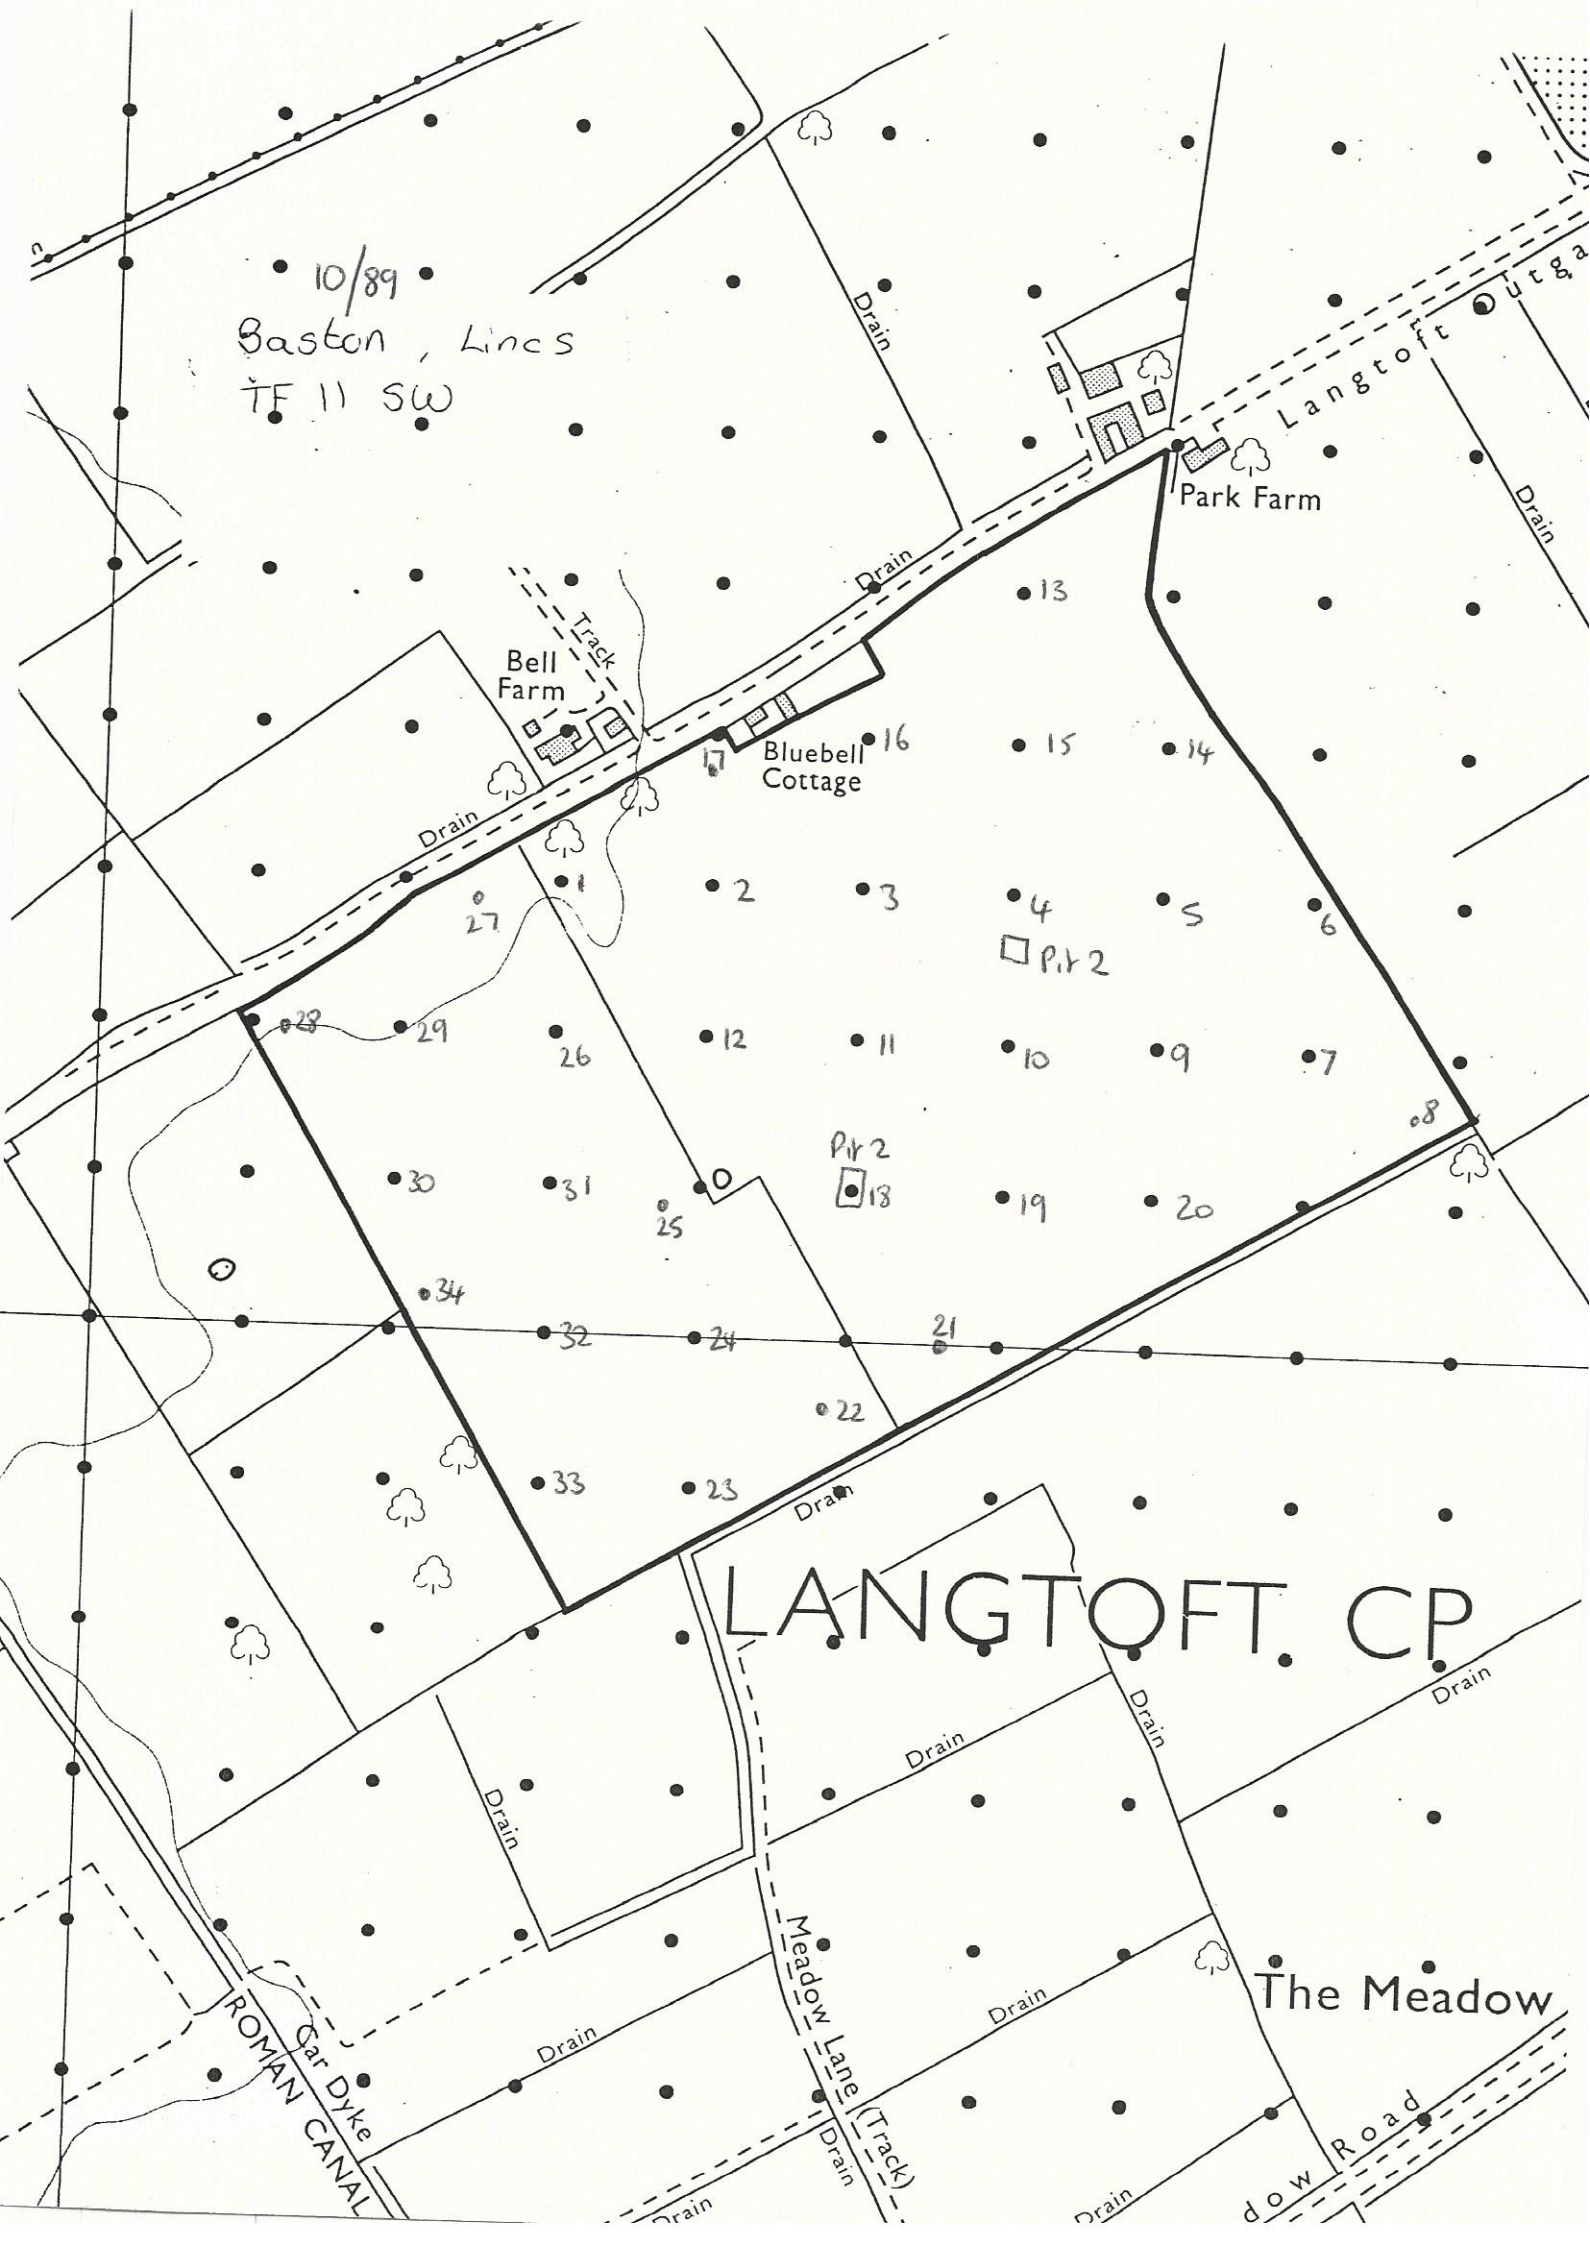 10/89
Baston, Lincs
TF 11 SW
Drain
Langtoft Outga
Park Farm
Drain
Drain
13
Track
Bell
Farm
17
Bluebell
Cottage
16
15
14
Drain
1
2
3
4
5
6
27
Pit 2
28
29
26
12
11
10
9
7
8
Pit 2
30
31
25
O
18
19
20
34
32
24
21
22
33
23
Drain
LANGTOFT CP
Drain
Drain
Drain
Drain
Meadow Lane (Track)
The Meadow
Drain
Drain
ROMAN CANAL
Car Dyke
Drain
Drain
Drain
dow Road